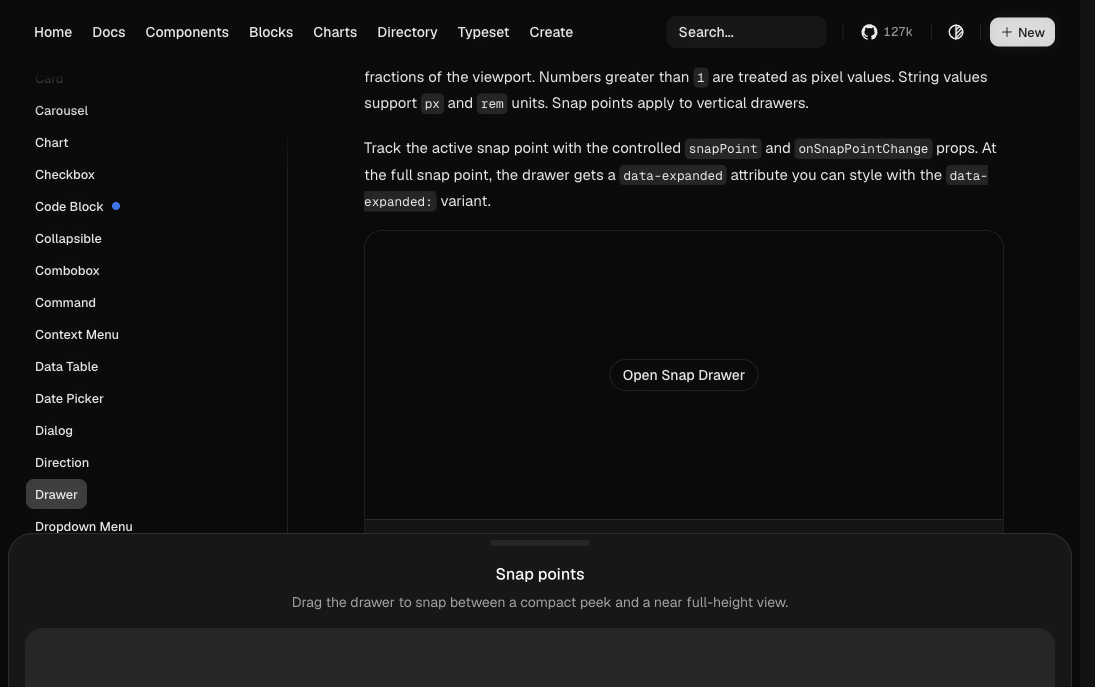 Home Docs Components Blocks Charts Directory Typeset Create Search... 127k New
Card
Carousel
Chart
Checkbox
Code Block
Collapsible
Combobox
Command
Context Menu
Data Table
Date Picker
Dialog
Direction
Drawer
Dropdown Menu
fractions of the viewport. Numbers greater than 1 are treated as pixel values. String values
support px and rem units. Snap points apply to vertical drawers.
Track the active snap point with the controlled snapPoint and onSnapPointChange props. At
the full snap point, the drawer gets a data-expanded attribute you can style with the data-
expanded: variant.
Open Snap Drawer
Snap points
Drag the drawer to snap between a compact peek and a near full-height view.